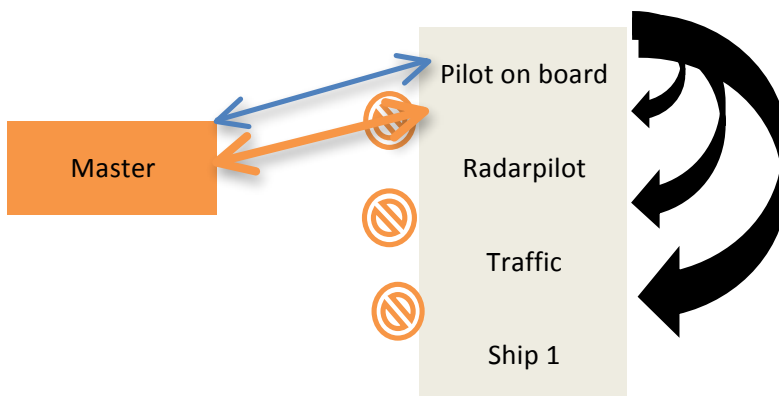 Pilot on board
Master
Radarpilot
Traffic
Ship 1